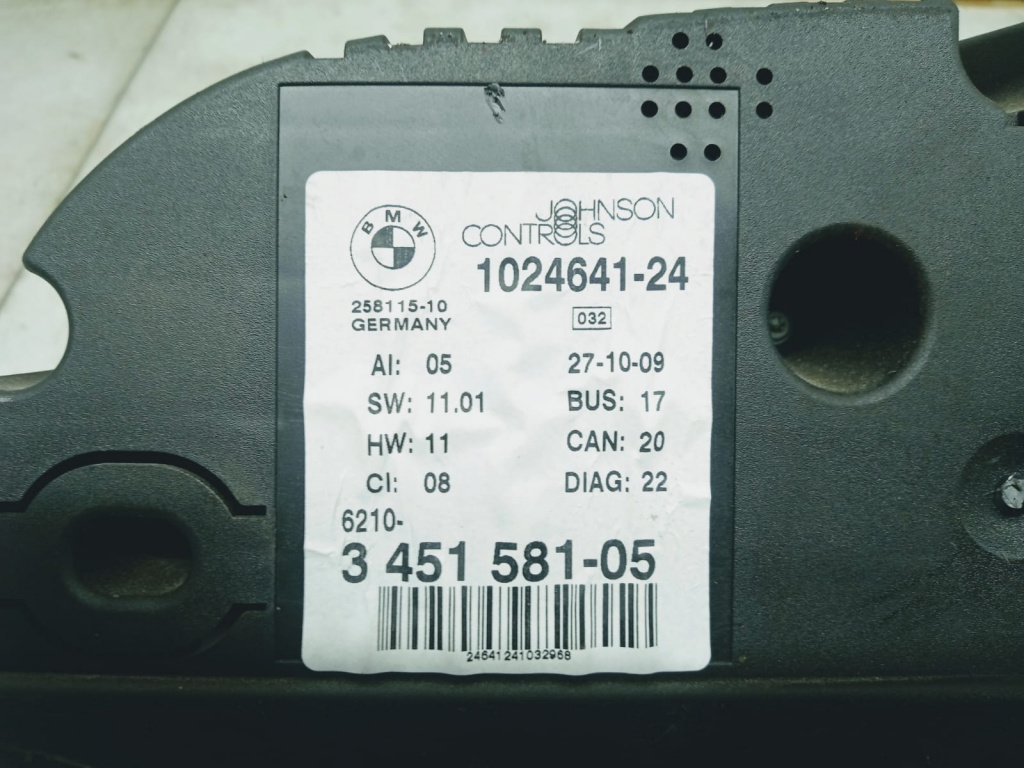 BMW
JOHNSON
CONTROLS
1024641-24
258115-10
GERMANY
032
AI: 05 27-10-09
SW: 11.01 BUS: 17
HW: 11 CAN: 20
CI: 08 DIAG: 22
6210-
3 451 581-05
24641241032968